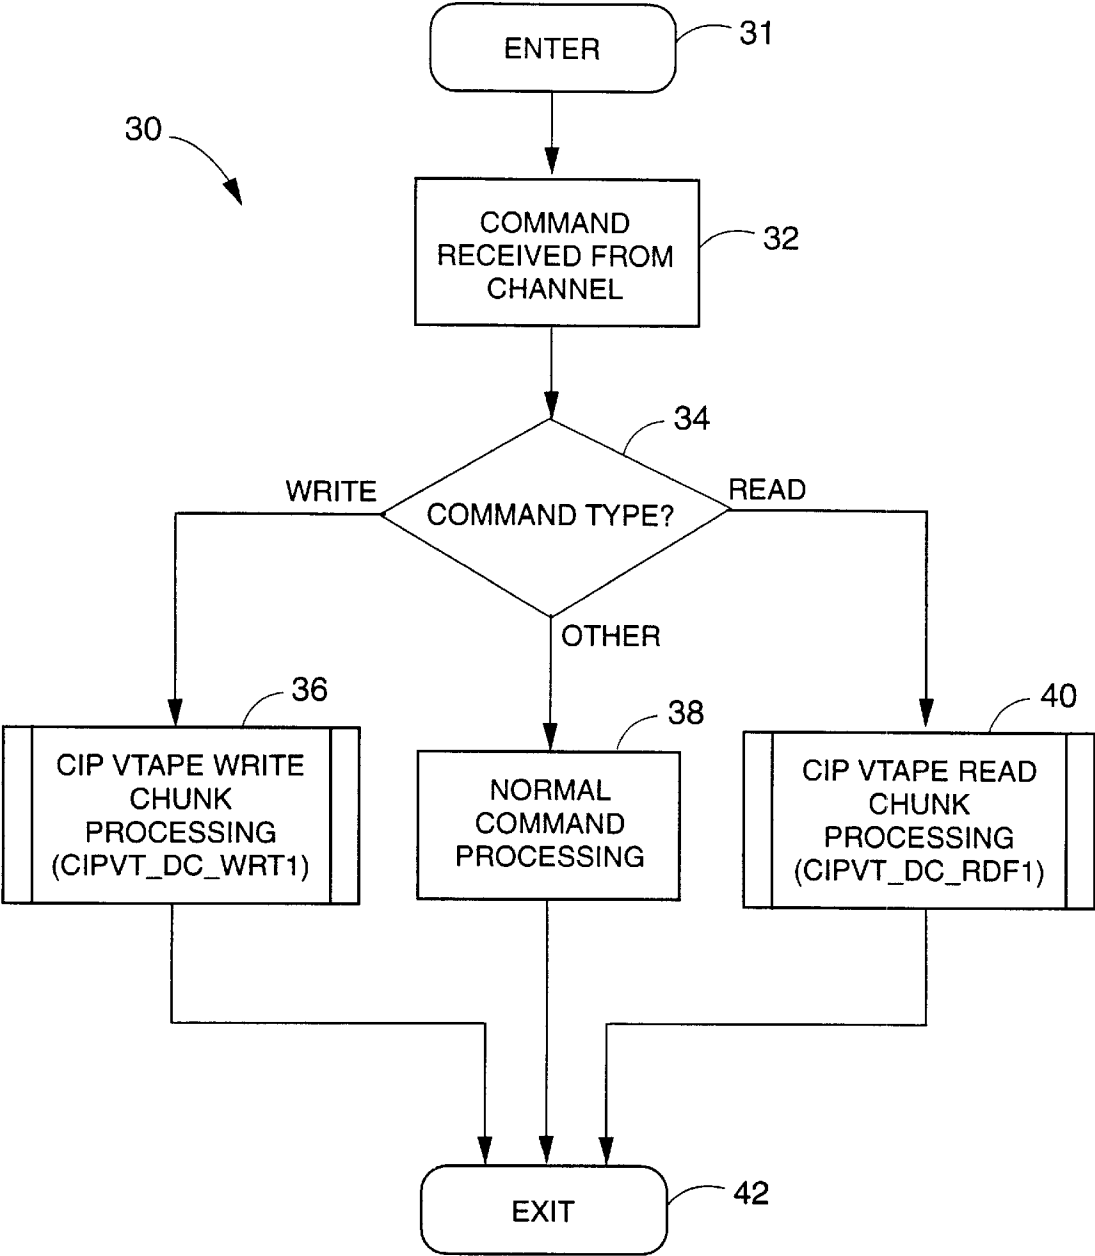 ENTER
31
30
COMMAND
RECEIVED FROM
CHANNEL
32
34
WRITE
COMMAND TYPE?
READ
OTHER
36
CIP VTAPE WRITE
CHUNK
PROCESSING
(CIPVT_DC_WRT1)
38
NORMAL
COMMAND
PROCESSING
40
CIP VTAPE READ
CHUNK
PROCESSING
(CIPVT_DC_RDF1)
EXIT
42